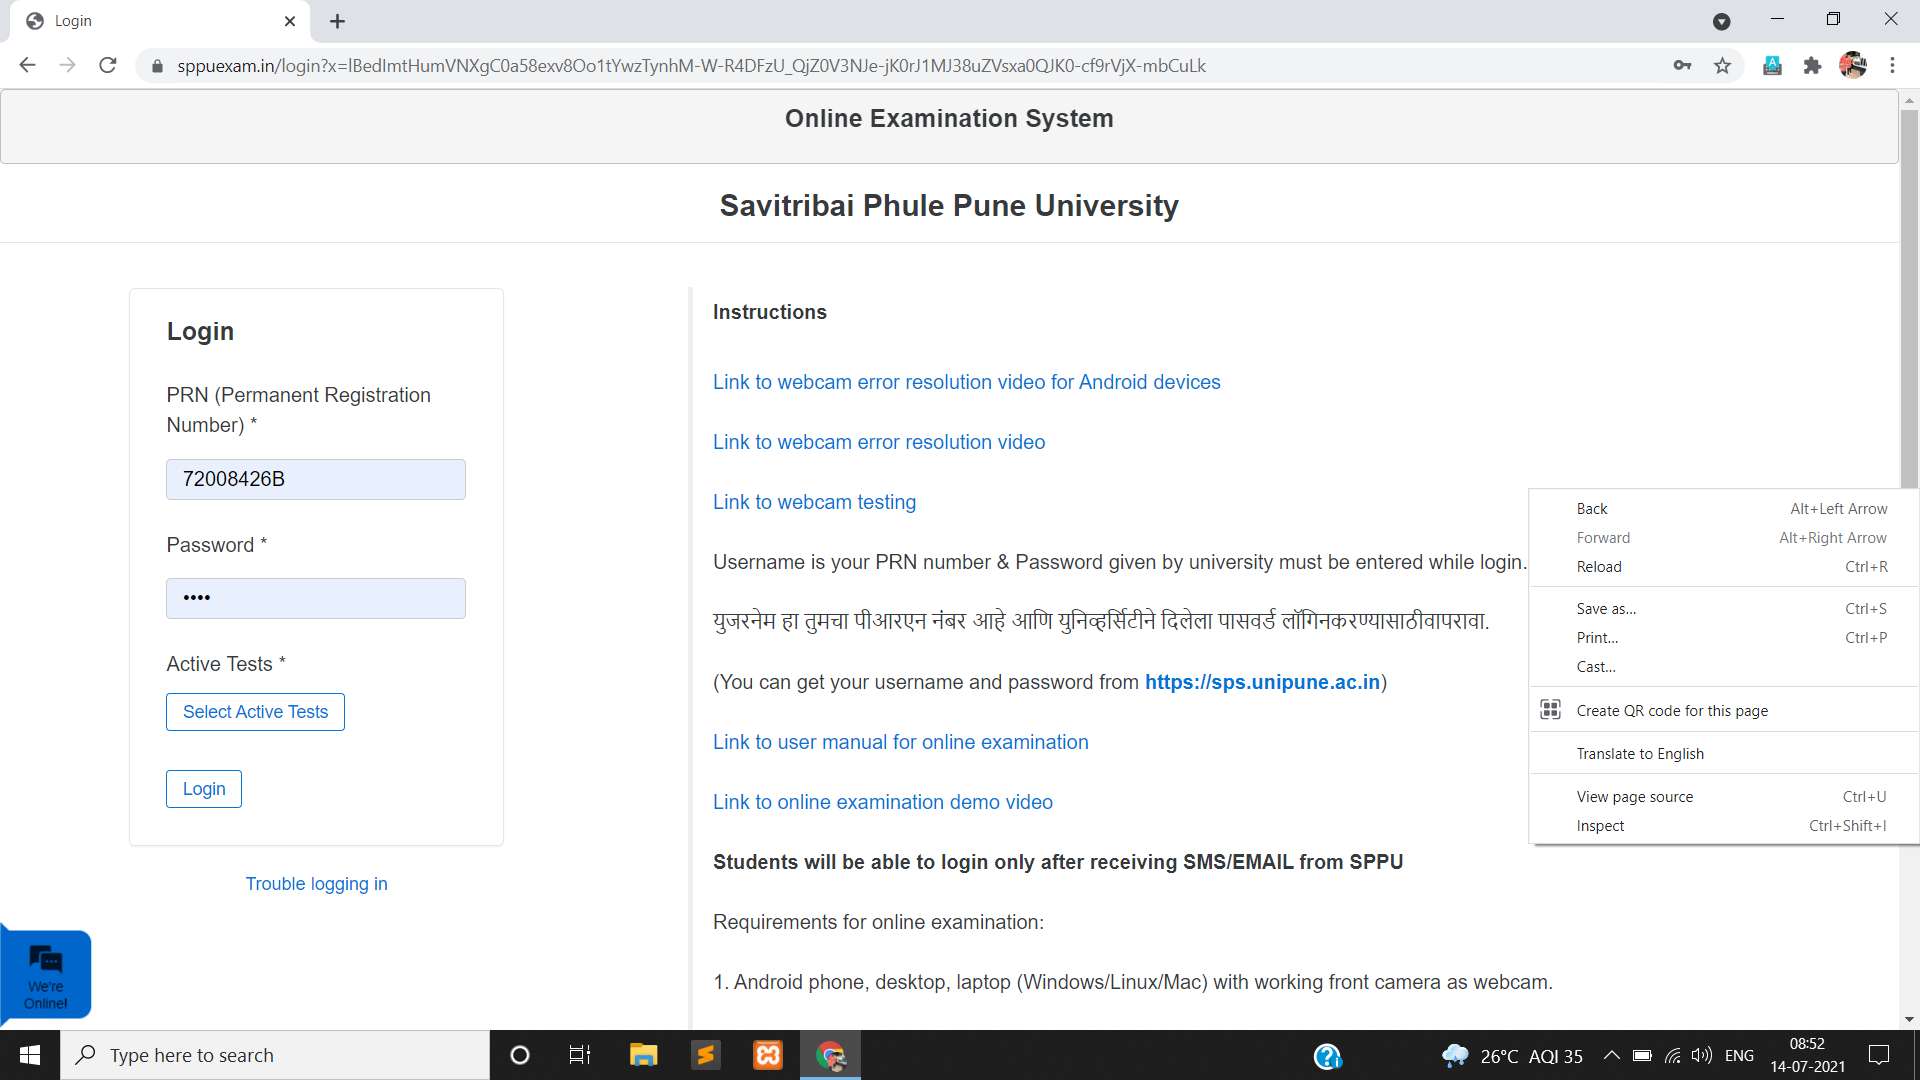 Login
sppuexam.in/login?x=lBedImtHumVNXgC0a58exv8Oo1tYwzTynhM-W-R4DFzU_QjZ0V3NJe-jK0rJ1MJ38uZVsxa0QJK0-cf9rVjX-mbCuLk
Online Examination System
Savitribai Phule Pune University
Login
PRN (Permanent Registration
Number) *
72008426B
Password *
••••
Active Tests *
Select Active Tests
Login
Trouble logging in
We're
Online!
Instructions
Link to webcam error resolution video for Android devices
Link to webcam error resolution video
Link to webcam testing
Username is your PRN number & Password given by university must be entered while login.
युजरनेम हा तुमचा पीआरएन नंबर आहे आणि युनिव्हर्सिटीने दिलेला पासवर्ड लॉगिनकरण्यासाठीवापरावा.
(You can get your username and password from https://sps.unipune.ac.in)
Link to user manual for online examination
Link to online examination demo video
Students will be able to login only after receiving SMS/EMAIL from SPPU
Requirements for online examination:
1. Android phone, desktop, laptop (Windows/Linux/Mac) with working front camera as webcam.
Back Alt+Left Arrow
Forward Alt+Right Arrow
Reload Ctrl+R
Save as... Ctrl+S
Print... Ctrl+P
Cast...
Create QR code for this page
Translate to English
View page source Ctrl+U
Inspect Ctrl+Shift+I
Type here to search
26°C AQI 35
ENG
08:52
14-07-2021